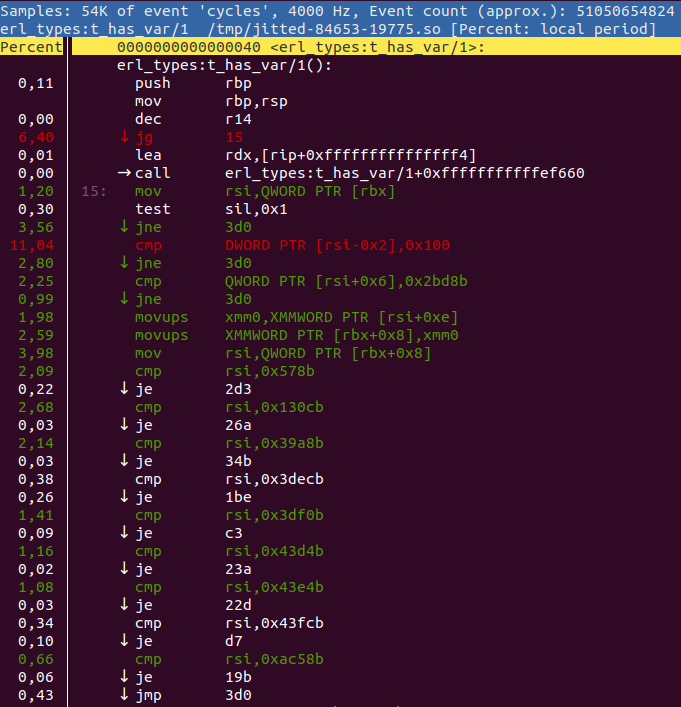 Samples: 54K of event 'cycles', 4000 Hz, Event count (approx.): 51050654824
erl_types:t_has_var/1  /tmp/jitted-84653-19775.so [Percent: local period]
Percent│     0000000000000040 <erl_types:t_has_var/1>:
erl_types:t_has_var/1():
0,11 push rbp
mov rbp,rsp
0,00 dec r14
6,40 ↓ jg 15
0,01 lea rdx,[rip+0xfffffffffffffff4]
0,00 → call erl_types:t_has_var/1+0xfffffffffffef660
1,20 15: mov rsi,QWORD PTR [rbx]
0,30 test sil,0x1
3,56 ↓ jne 3d0
11,04 cmp DWORD PTR [rsi-0x2],0x100
2,80 ↓ jne 3d0
2,25 cmp QWORD PTR [rsi+0x6],0x2bd8b
0,99 ↓ jne 3d0
1,98 movups xmm0,XMMWORD PTR [rsi+0xe]
2,59 movups XMMWORD PTR [rbx+0x8],xmm0
3,98 mov rsi,QWORD PTR [rbx+0x8]
2,09 cmp rsi,0x578b
0,22 ↓ je 2d3
2,68 cmp rsi,0x130cb
0,03 ↓ je 26a
2,14 cmp rsi,0x39a8b
0,03 ↓ je 34b
0,38 cmp rsi,0x3decb
0,26 ↓ je 1be
1,41 cmp rsi,0x3df0b
0,09 ↓ je c3
1,16 cmp rsi,0x43d4b
0,02 ↓ je 23a
1,08 cmp rsi,0x43e4b
0,03 ↓ je 22d
0,34 cmp rsi,0x43fcb
0,10 ↓ je d7
0,66 cmp rsi,0xac58b
0,06 ↓ je 19b
0,43 ↓ jmp 3d0